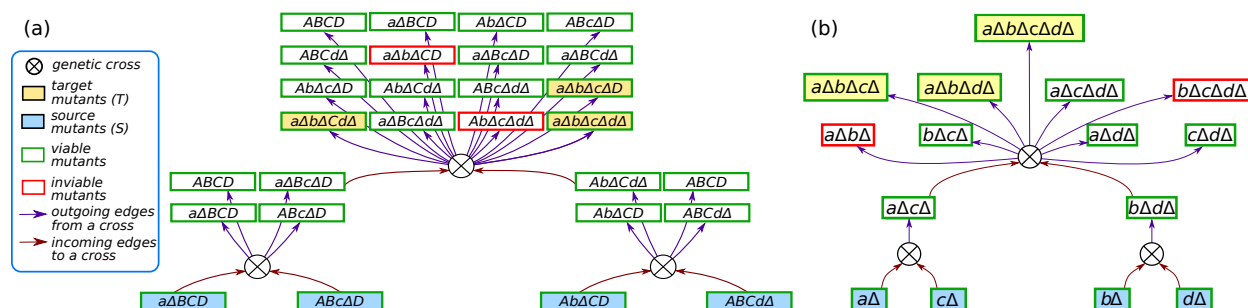 (a)
genetic cross
target
mutants (T)
source
mutants (S)
viable
mutants
inviable
mutants
outgoing edges
from a cross
incoming edges
to a cross
ABCD aΔBCD AbΔCD ABcΔD
ABCdΔ aΔbΔCD aΔBcΔD aΔBCdΔ
AbΔcΔD AbΔCdΔ ABcΔdΔ aΔbΔcΔD
aΔbΔCdΔ aΔBcΔdΔ AbΔcΔdΔ aΔbΔcΔdΔ
ABCD aΔBcΔD AbΔCdΔ ABCD
aΔBCD ABcΔD AbΔCD ABCdΔ
aΔBCD ABcΔD AbΔCD ABCdΔ
(b)
aΔbΔcΔdΔ
aΔbΔcΔ aΔbΔdΔ aΔcΔdΔ bΔcΔdΔ
aΔbΔ bΔcΔ aΔdΔ cΔdΔ
aΔcΔ bΔdΔ
aΔ cΔ bΔ dΔ